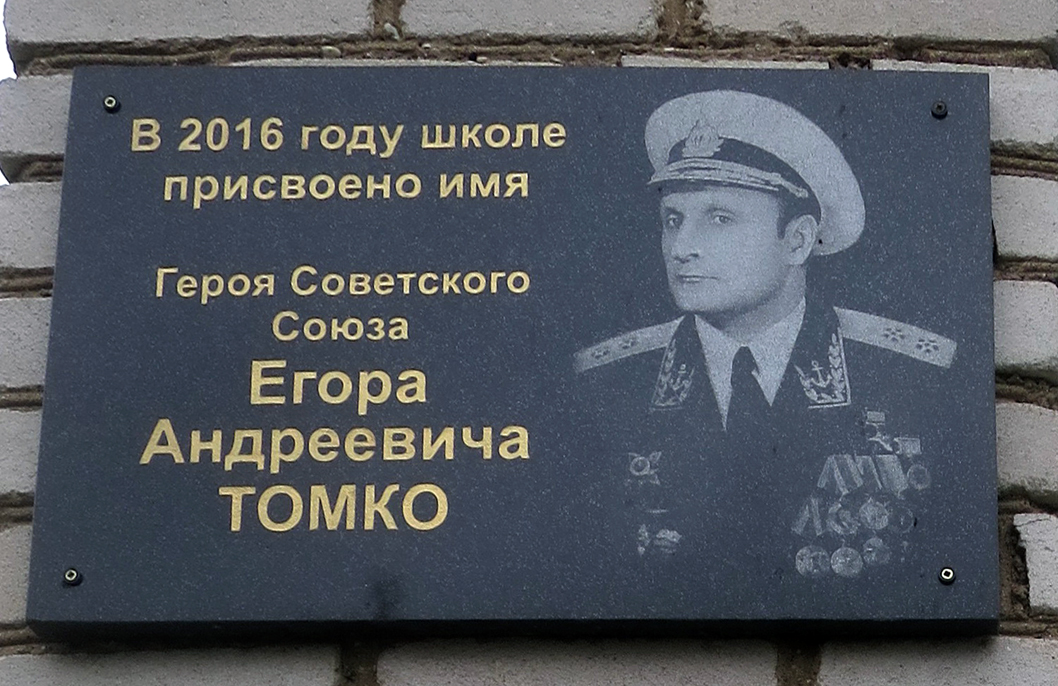 В 2016 году школе
присвоено имя
Героя Советского
Союза
Егора
Андреевича
ТОМКО